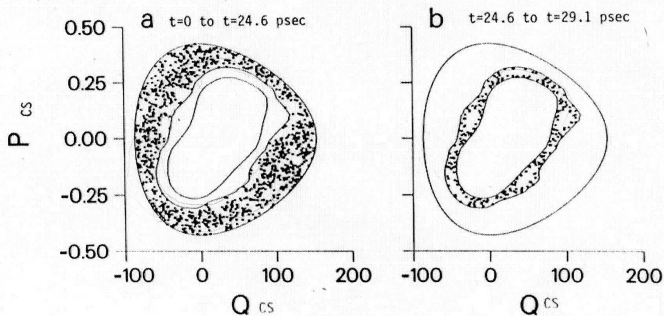 a t=0 to t=24.6 psec
b t=24.6 to t=29.1 psec
0.50
0.25
0.00
-0.25
-0.50
P CS
-100 0 100 200
-100 0 100 200
Q CS
Q CS